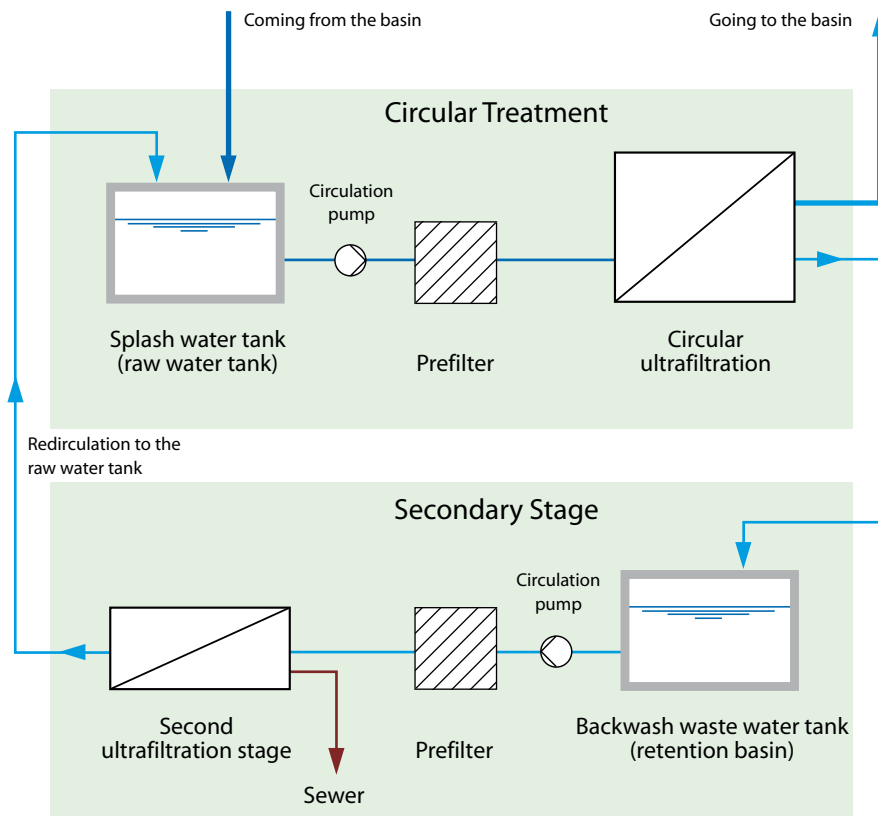 Coming from the basin
Going to the basin
Circular Treatment
Circulation
pump
Splash water tank
(raw water tank)
Prefilter
Circular
ultrafiltration
Redirculation to the
raw water tank
Secondary Stage
Circulation
pump
Second
ultrafiltration stage
Prefilter
Backwash waste water tank
(retention basin)
Sewer